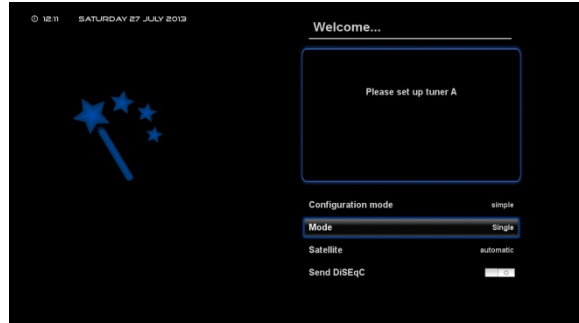 12:11 SATURDAY 27 JULY 2013
Welcome...
Please set up tuner A
Configuration mode simple
Mode Single
Satellite automatic
Send DiSEqC